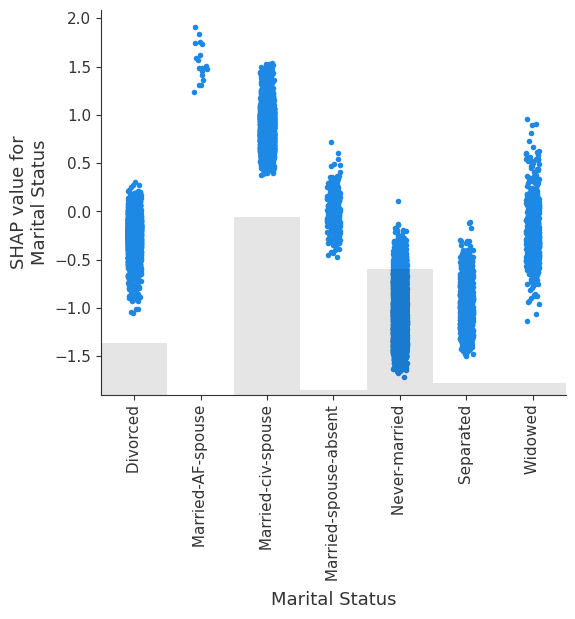 SHAP value for
Marital Status
2.0
1.5
1.0
0.5
0.0
−0.5
−1.0
−1.5
Divorced
Married-AF-spouse
Married-civ-spouse
Married-spouse-absent
Never-married
Separated
Widowed
Marital Status